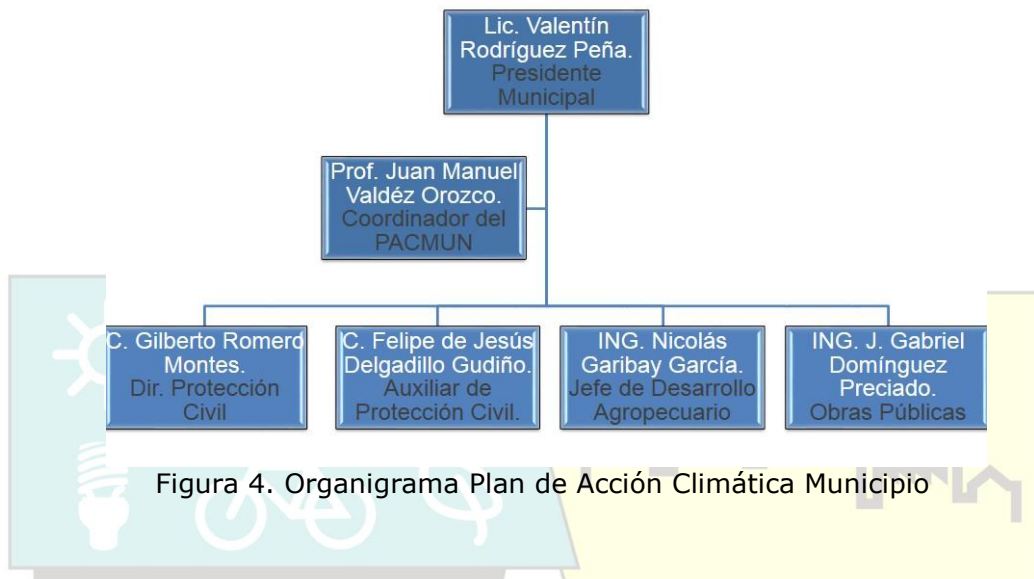 Lic. Valentín
Rodríguez Peña.
Presidente
Municipal
Prof. Juan Manuel
Valdéz Orozco.
Coordinador del
PACMUN
C. Gilberto Romero
Montes.
Dir. Protección
Civil
C. Felipe de Jesús
Delgadillo Gudiño.
Auxiliar de
Protección Civil.
ING. Nicolás
Garibay García.
Jefe de Desarrollo
Agropecuario
ING. J. Gabriel
Domínguez
Preciado.
Obras Públicas
Figura 4. Organigrama Plan de Acción Climática Municipio